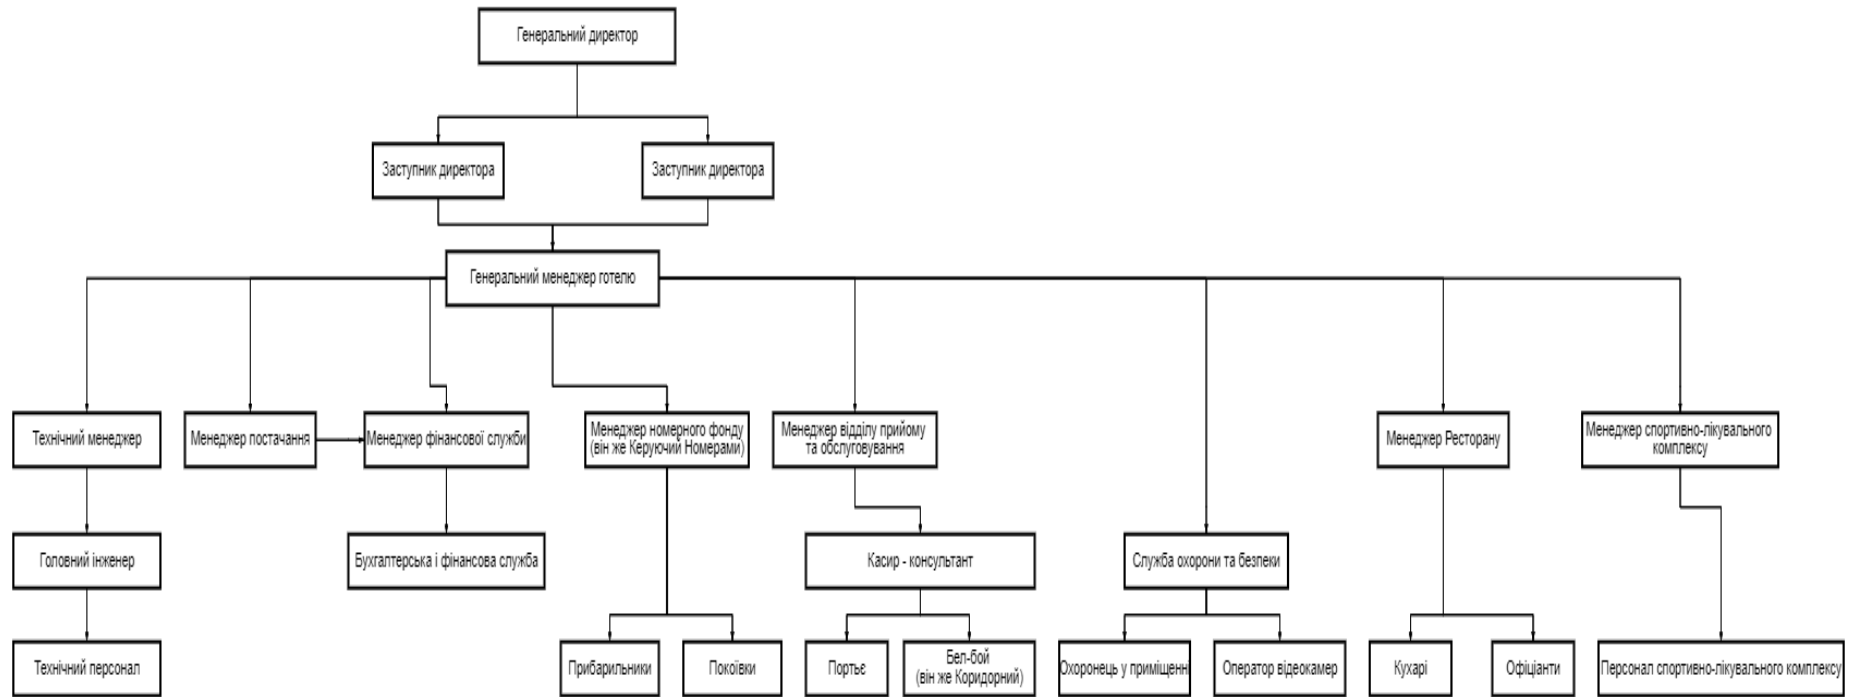 Генеральний директор
Заступник директора
Заступник директора
Генеральний менеджер готелю
Технічний менеджер
Менеджер постачання
Менеджер фінансової служби
Менеджер номерного фонду
(він же Керуючий Номерами)
Менеджер відділу прийому
та обслуговування
Менеджер Ресторану
Менеджер спортивно-лікувального
комплексу
Головний інженер
Бухгалтерська і фінансова служба
Касир - консультант
Служба охорони та безпеки
Технічний персонал
Прибарильники
Покоївки
Портьє
Бел-бой
(він же Коридорний)
Охоронець у приміщенні
Оператор відеокамер
Кухарі
Офіціанти
Персонал спортивно-лікувального комплексу